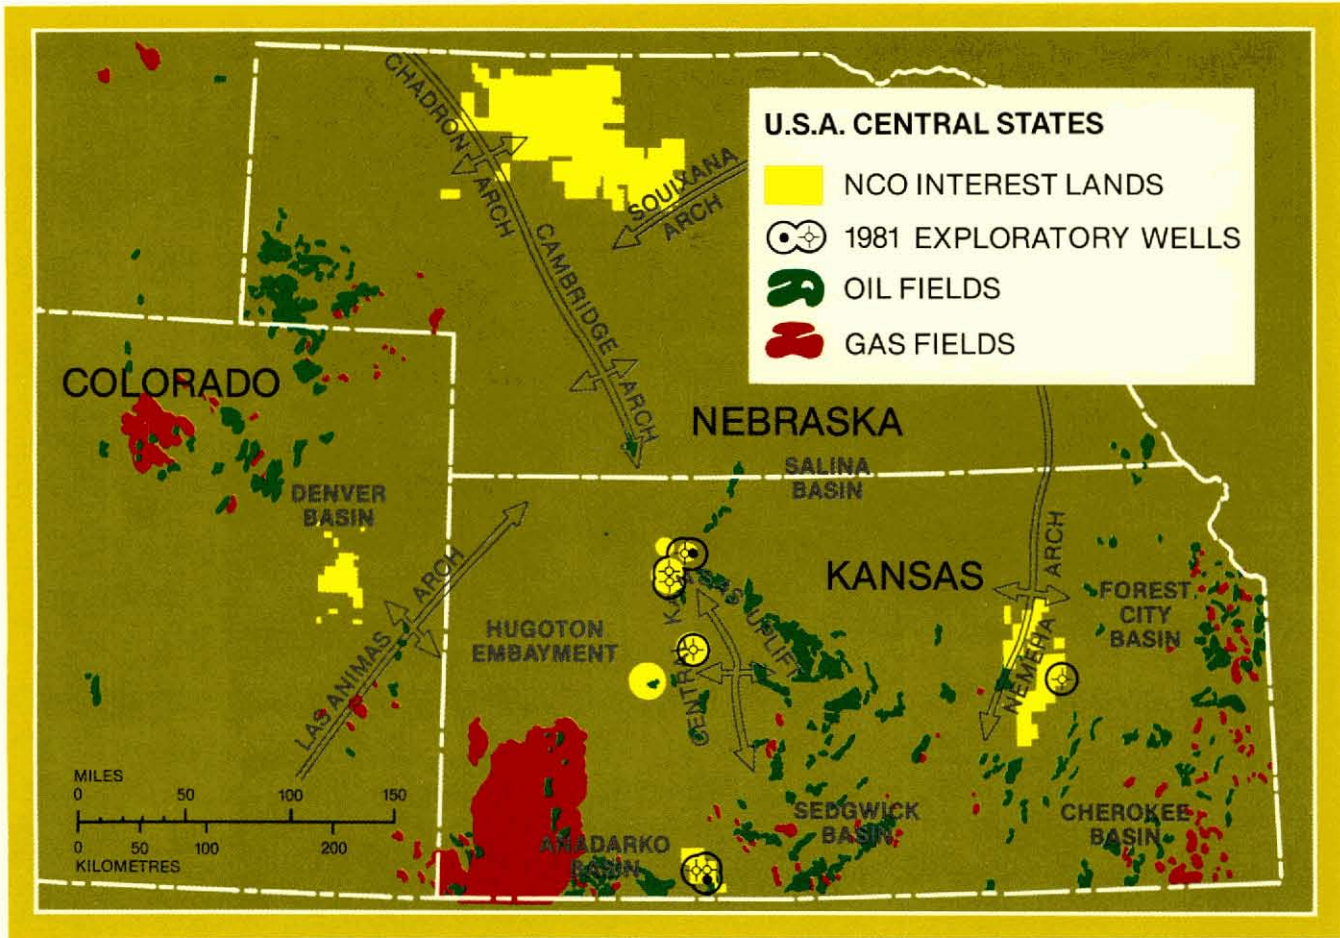 U.S.A. CENTRAL STATES
NCO INTEREST LANDS
1981 EXPLORATORY WELLS
OIL FIELDS
GAS FIELDS
CHADRON
ARCH
CAMBRIDGE
ARCH
SOUIXANA
ARCH
COLORADO
NEBRASKA
DENVER
BASIN
SALINA
BASIN
LAS ANIMAS
ARCH
KANSAS
HUGOTON
EMBAYMENT
CENTRAL KANSAS UPLIFT
NEMEHA
ARCH
FOREST
CITY
BASIN
MILES
0 50 100 150
0 50 100 200
KILOMETRES
ANADARKO
BASIN
SEDGWICK
BASIN
CHEROKEE
BASIN